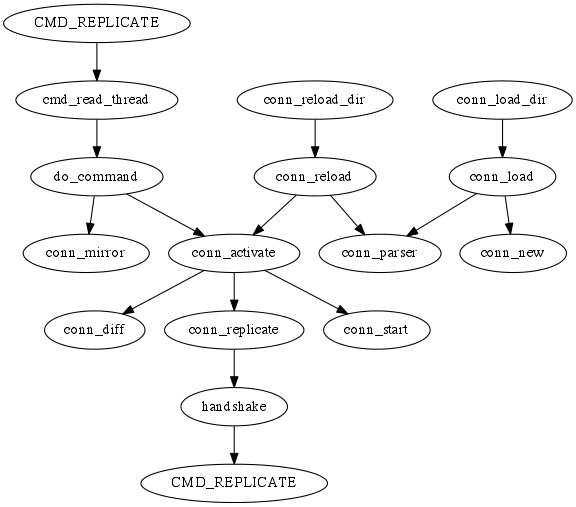 CMD_REPLICATE
cmd_read_thread
conn_reload_dir
conn_load_dir
do_command
conn_reload
conn_load
conn_mirror
conn_activate
conn_parser
conn_new
conn_diff
conn_replicate
conn_start
handshake
CMD_REPLICATE